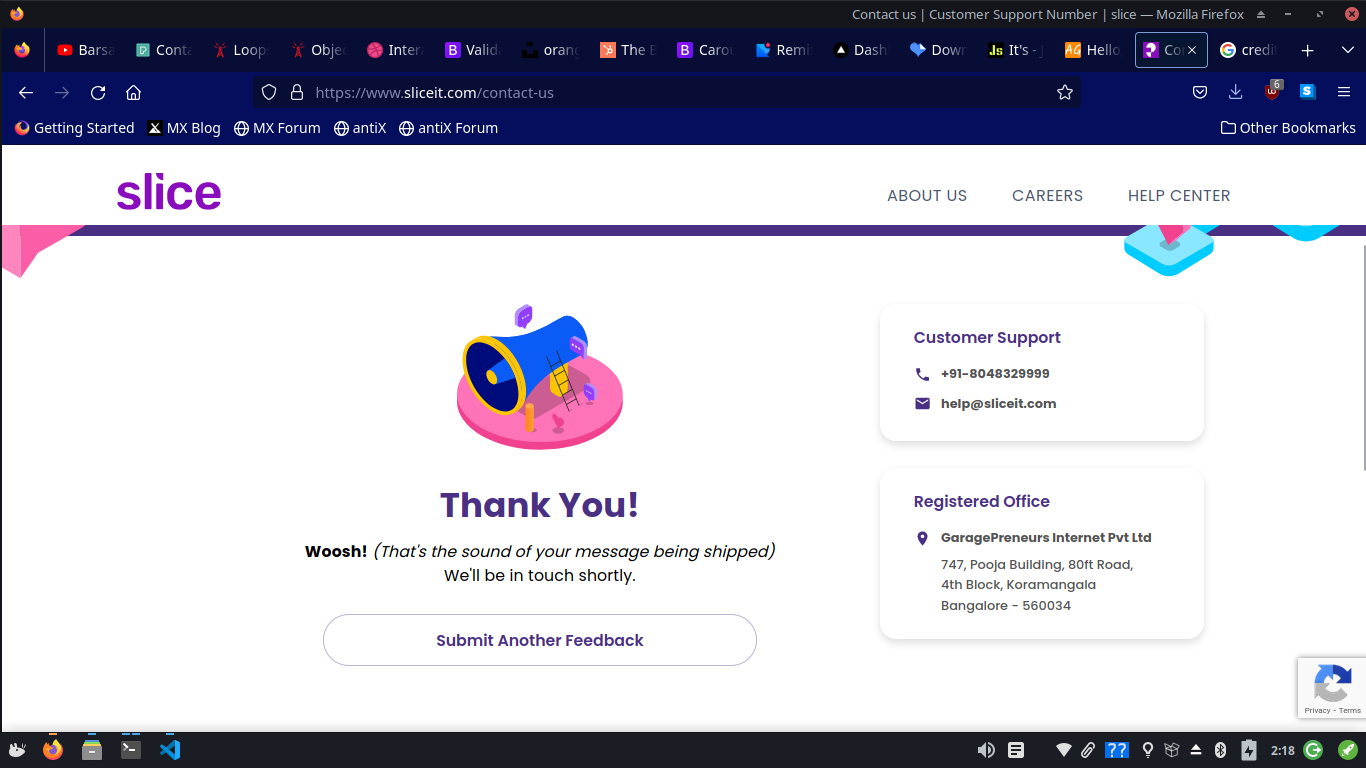 Contact us | Customer Support Number | slice — Mozilla Firefox
Barsa
Conta
Loops
Obje
Intera
Valid
orang
The B
Carou
Remi
Dash
Down
It's - J
Hello
Con
credi
https://www.sliceit.com/contact-us
6
Getting Started
MX Blog
MX Forum
antiX
antiX Forum
Other Bookmarks
slice
ABOUT US
CAREERS
HELP CENTER
Thank You!
Woosh! (That's the sound of your message being shipped)
We'll be in touch shortly.
Submit Another Feedback
Customer Support
+91-8048329999
help@sliceit.com
Registered Office
GaragePreneurs Internet Pvt Ltd
747, Pooja Building, 80ft Road,
4th Block, Koramangala
Bangalore - 560034
Privacy - Terms
??
2:18